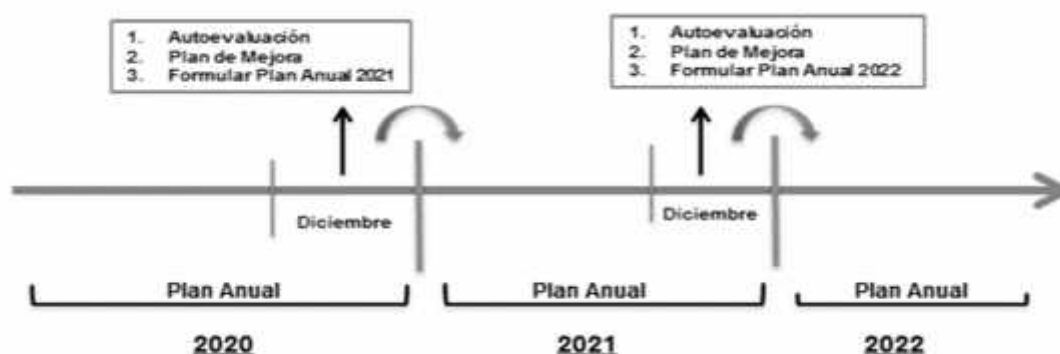 1. Autoevaluación
2. Plan de Mejora
3. Formular Plan Anual 2021
1. Autoevaluación
2. Plan de Mejora
3. Formular Plan Anual 2022
Diciembre
Diciembre
Plan Anual
Plan Anual
Plan Anual
2020
2021
2022